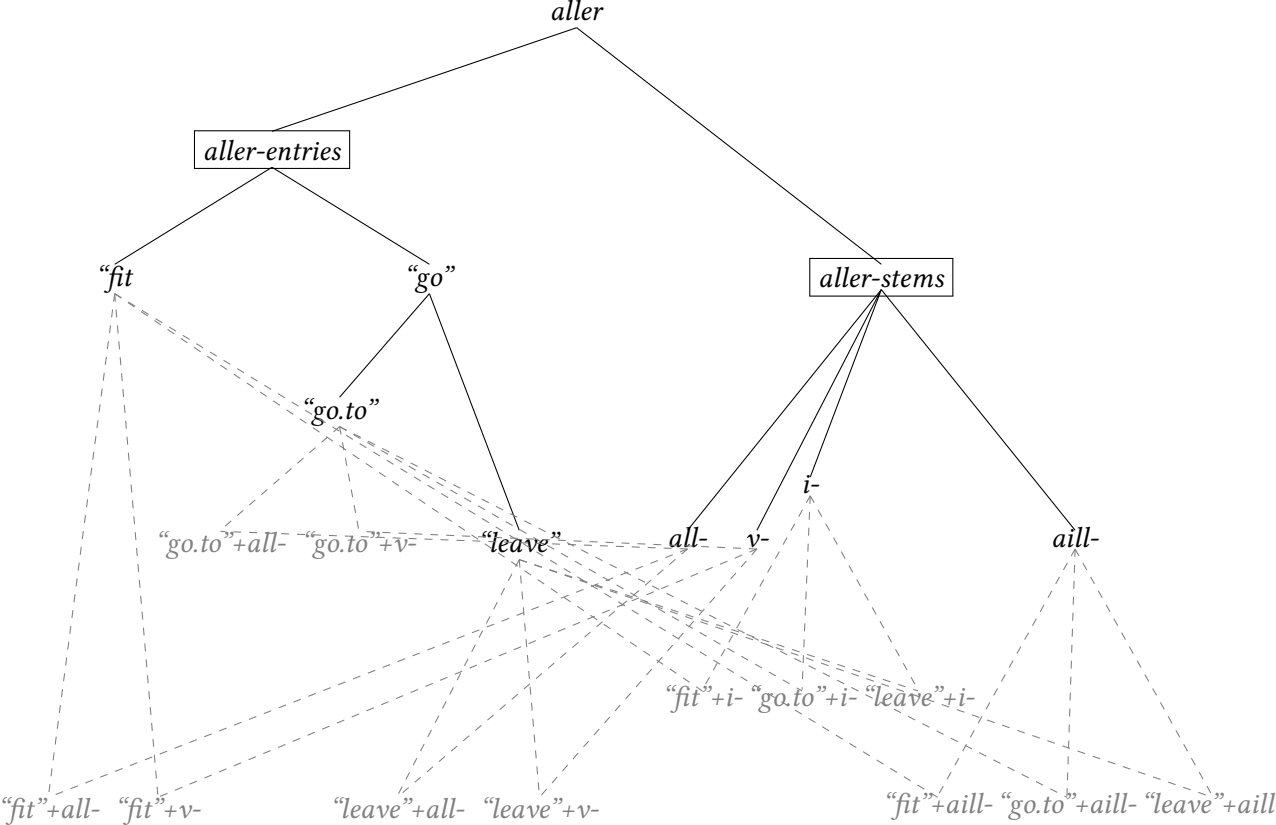 aller
aller-entries
“fit
“go”
aller-stems
“go.to”
i-
“go.to”+all-
“go.to”+v-
“leave”
all-
v-
aill-
“fit”+i-
“go.to”+i-
“leave”+i-
“fit”+all-
“fit”+v-
“leave”+all-
“leave”+v-
“fit”+aill-
“go.to”+aill-
“leave”+aill